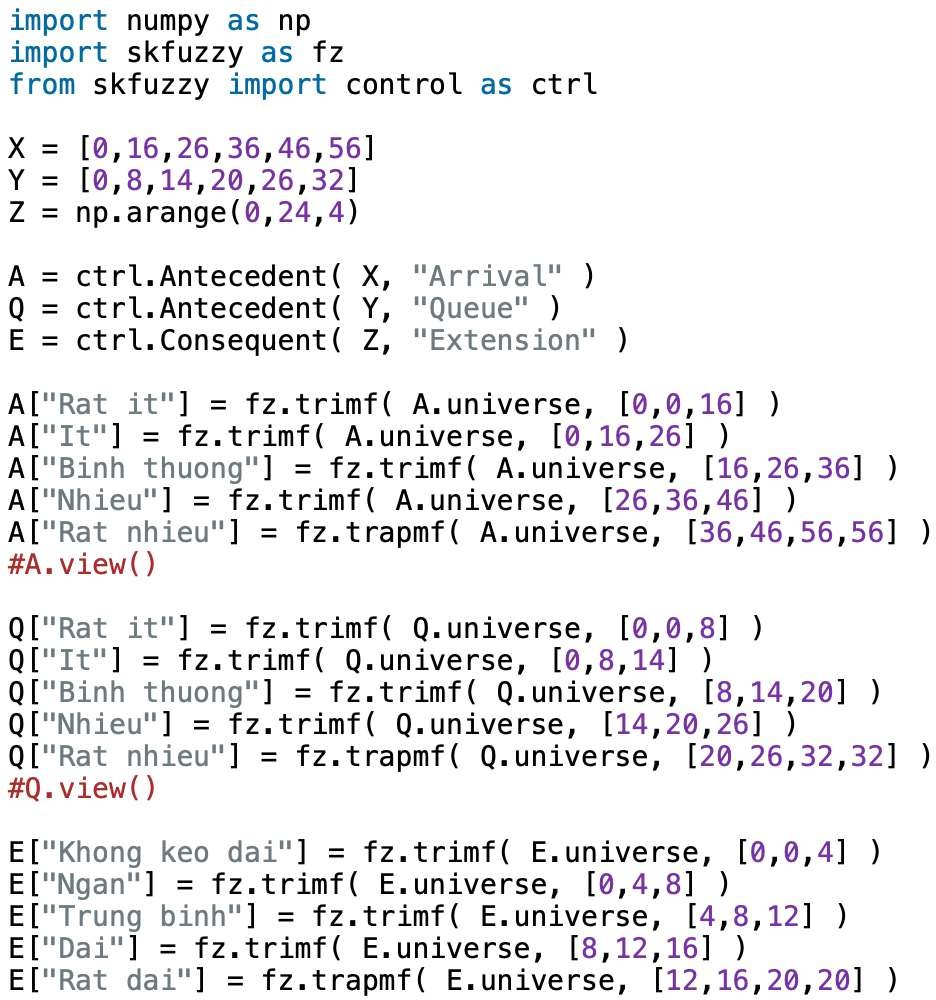 import numpy as np
import skfuzzy as fz
from skfuzzy import control as ctrl
X = [0,16,26,36,46,56]
Y = [0,8,14,20,26,32]
Z = np.arange(0,24,4)
A = ctrl.Antecedent( X, "Arrival" )
Q = ctrl.Antecedent( Y, "Queue" )
E = ctrl.Consequent( Z, "Extension" )
A["Rat it"] = fz.trimf( A.universe, [0,0,16] )
A["It"] = fz.trimf( A.universe, [0,16,26] )
A["Binh thuong"] = fz.trimf( A.universe, [16,26,36] )
A["Nhieu"] = fz.trimf( A.universe, [26,36,46] )
A["Rat nhieu"] = fz.trapmf( A.universe, [36,46,56,56] )
#A.view()
Q["Rat it"] = fz.trimf( Q.universe, [0,0,8] )
Q["It"] = fz.trimf( Q.universe, [0,8,14] )
Q["Binh thuong"] = fz.trimf( Q.universe, [8,14,20] )
Q["Nhieu"] = fz.trimf( Q.universe, [14,20,26] )
Q["Rat nhieu"] = fz.trapmf( Q.universe, [20,26,32,32] )
#Q.view()
E["Khong keo dai"] = fz.trimf( E.universe, [0,0,4] )
E["Ngan"] = fz.trimf( E.universe, [0,4,8] )
E["Trung binh"] = fz.trimf( E.universe, [4,8,12] )
E["Dai"] = fz.trimf( E.universe, [8,12,16] )
E["Rat dai"] = fz.trapmf( E.universe, [12,16,20,20] )